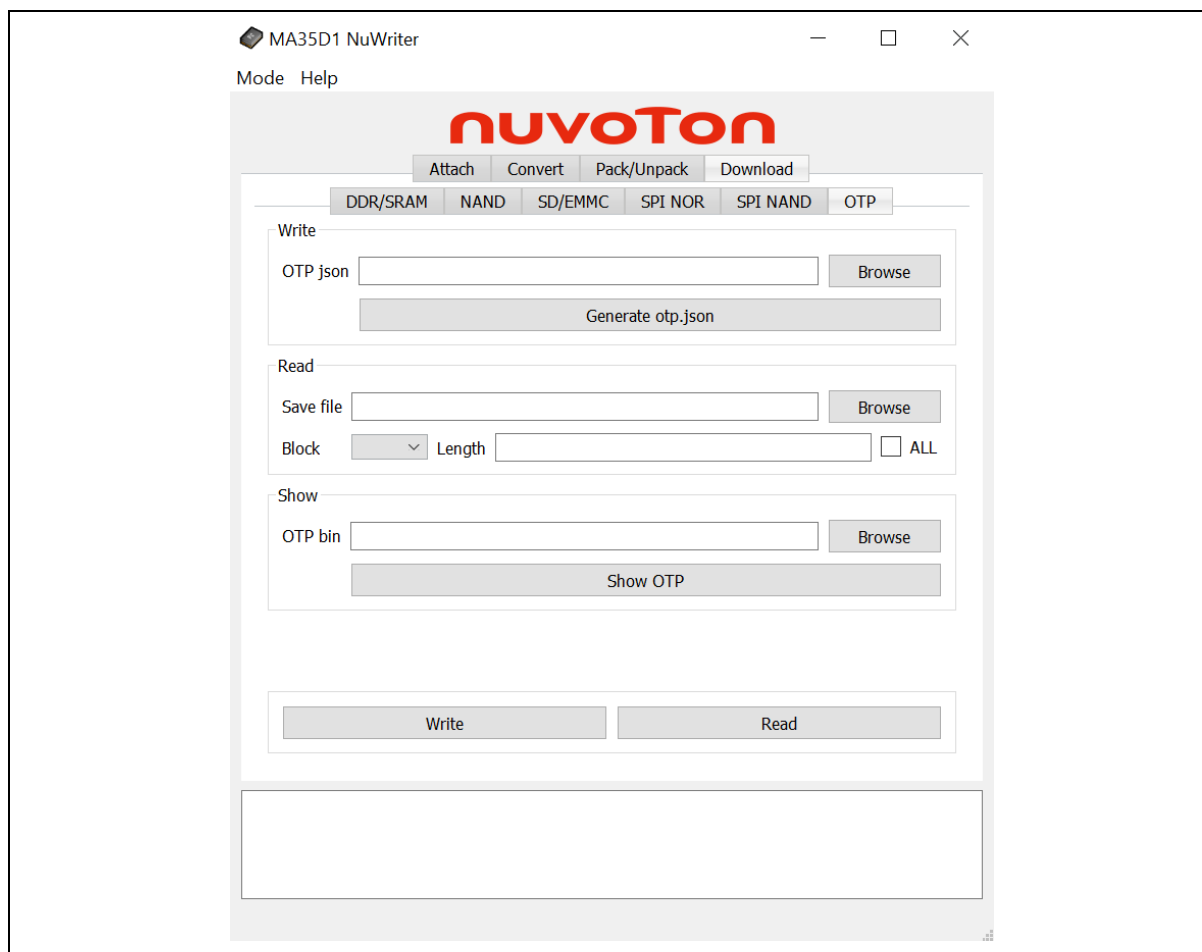 MA35D1 NuWriter
Mode Help
nuvoTon
Attach Convert Pack/Unpack Download
DDR/SRAM NAND SD/EMMC SPI NOR SPI NAND OTP
Write
OTP json Browse
Generate otp.json
Read
Save file Browse
Block Length ALL
Show
OTP bin Browse
Show OTP
Write Read